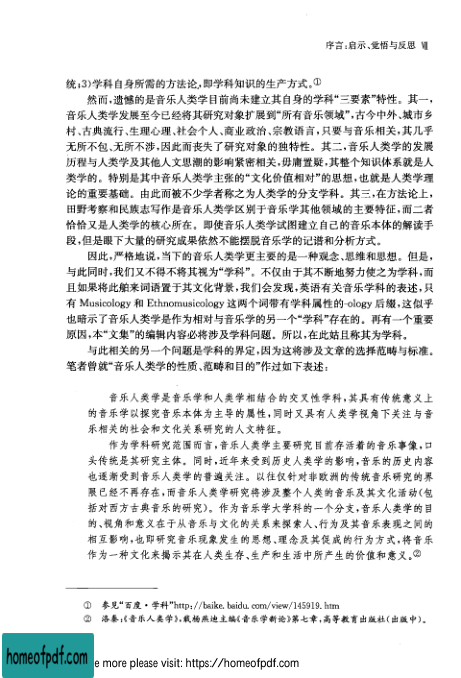 序言:启示、觉悟与反思 Ⅶ
统;3)学科自身所需的方法论,即学科知识的生产方式。①
然而,遗憾的是音乐人类学目前尚未建立其自身的学科“三要素”特性。其一,
音乐人类学发展至今已经将其研究对象扩展到“所有音乐领域”,古今中外、城市乡
村、古典流行、生理心理、社会个人、商业政治、宗教语言,只要与音乐相关,其几乎
无所不包、无所不涉,因此而丧失了研究对象的独特性。其二,音乐人类学的发展
历程与人类学及其他人文思潮的影响紧密相关,毋庸置疑,其整个知识体系就是人
类学的。特别是其中音乐人类学主张的“文化价值相对”的思想,也就是人类学理
论的重要基础。由此而被不少学者称之为人类学的分支学科。其三,在方法论上,
田野考察和民族志写作是音乐人类学区别于音乐学其他领域的主要特征,而二者
恰恰又是人类学的核心所在。即使音乐人类学试图建立自己的音乐本体的解读手
段,但是眼下大量的研究成果依然不能摆脱音乐学的记谱和分析方式。
因此,严格地说,当下的音乐人类学更主要的是一种观念、思维和思想。但是,
与此同时,我们又不得不将其视为“学科”。不仅由于其不断地努力使之为学科,而
且如果将此舶来词语置于其文化背景,我们会发现,英语有关音乐学科的表述,只
有 Musicology 和 Ethnomusicology 这两个词带有学科属性的-ology 后缀,这似乎
也暗示了音乐人类学是作为相对与音乐学的另一个“学科”存在的。再有一个重要
原因,本“文集”的编辑内容必将涉及学科问题。所以,在此姑且称其为学科。
与此相关的另一个问题是学科的界定,因为这将涉及文章的选择范畴与标准。
笔者曾就“音乐人类学的性质、范畴和目的”作过如下表述:
音乐人类学是音乐学和人类学相结合的交叉性学科,其具有传统意义上
的音乐学以探究音乐本体为主导的属性,同时又具有人类学视角下关注与音
乐相关的社会和文化关系研究的人文特征。
作为学科研究范围而言,音乐人类学主要研究目前存活着的音乐事像,口
头传统是其研究主体。同时,近年来受到历史人类学的影响,音乐的历史内容
也逐渐受到音乐人类学的普遍关注。以往仅针对非欧洲的传统音乐研究的界
限已经不再存在,而音乐人类学研究将涉及整个人类的音乐及其文化活动(包
括对西方古典音乐的研究)。作为音乐学大学科的一个分支,音乐人类学的目
的、视角和意义在于从音乐与文化的关系来探索人、行为及其音乐表现之间的
相互影响,也即研究音乐现象发生的思想、理念及其促成的行为方式,将音乐
作为一种文化来揭示其在人类生存、生产和生活中所产生的价值和意义。②
① 参见“百度·学科”http://baike.baidu.com/view/145919.htm
② 洛秦:《音乐人类学》,载杨燕迪主编《音乐学新论》第七章,高等教育出版社(出版中)。
homeofpdf.com
e more please visit: https://homeofpdf.com